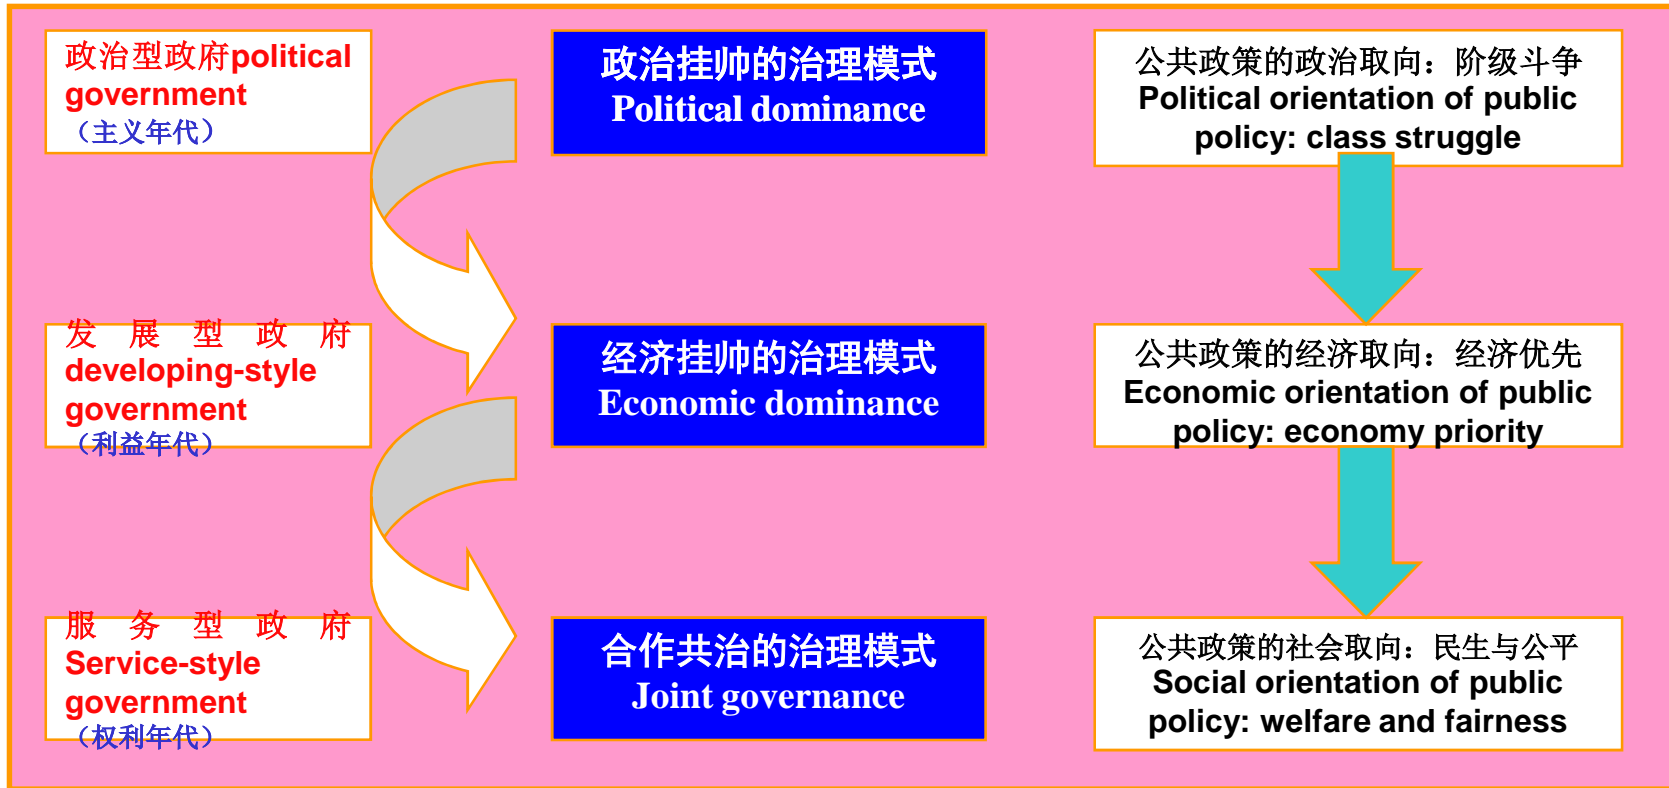 政治型政府political
government
（主义年代）
政治挂帅的治理模式
Political dominance
公共政策的政治取向：阶级斗争
Political orientation of public
policy: class struggle
发展型政府
developing-style
government
（利益年代）
经济挂帅的治理模式
Economic dominance
公共政策的经济取向：经济优先
Economic orientation of public
policy: economy priority
服务型政府
Service-style
government
（权利年代）
合作共治的治理模式
Joint governance
公共政策的社会取向：民生与公平
Social orientation of public
policy: welfare and fairness